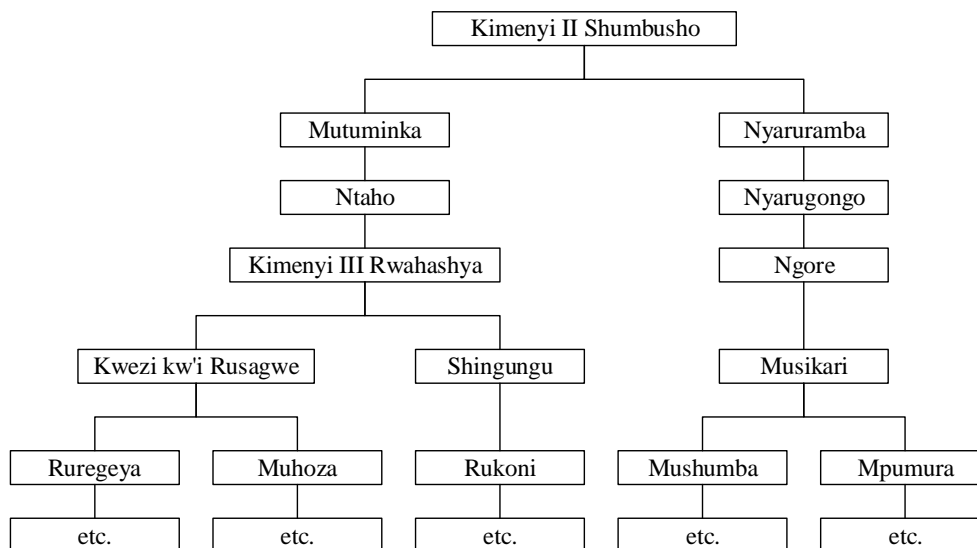 Kimenyi II Shumbusho
Mutuminka
Nyaruramba
Ntaho
Nyarugongo
Kimenyi III Rwahashya
Ngore
Kwezi kw'i Rusagwe
Shingungu
Musikari
Ruregeya
Muhoza
Rukoni
Mushumba
Mpumura
etc.
etc.
etc.
etc.
etc.